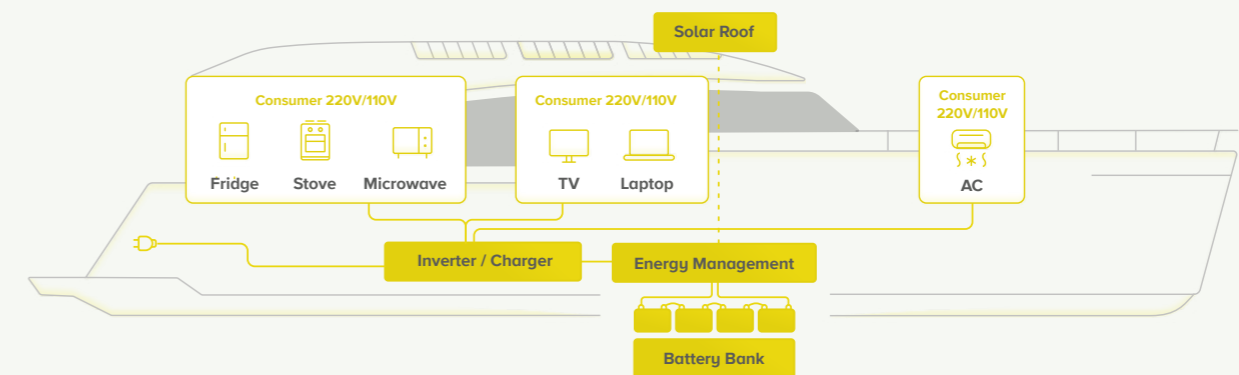 Solar Roof
Consumer 220V/110V
Fridge
Stove
Microwave
Consumer 220V/110V
TV
Laptop
Consumer
220V/110V
AC
Inverter / Charger
Energy Management
Battery Bank